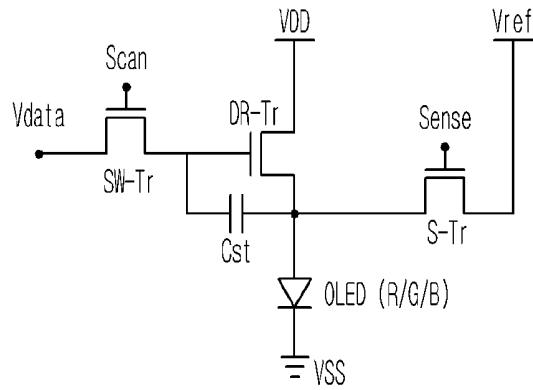 VDD
Vref
Scan
DR-Tr
Vdata
Sense
SW-Tr
Cst
S-Tr
OLED (R/G/B)
VSS